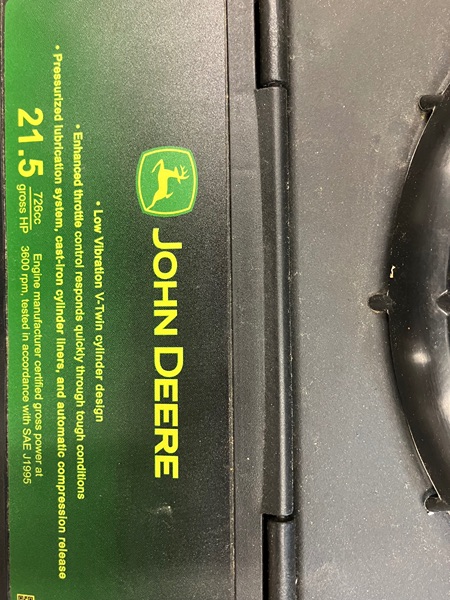 JOHN DEERE
• Low Vibration V-Twin cylinder design
• Enhanced throttle control responds quickly through tough conditions
• Pressurized lubrication system, cast-iron cylinder liners, and automatic compression release
21.5
726cc
gross HP
Engine manufacturer certified gross power at
3600 rpm, tested in accordance with SAE J1995